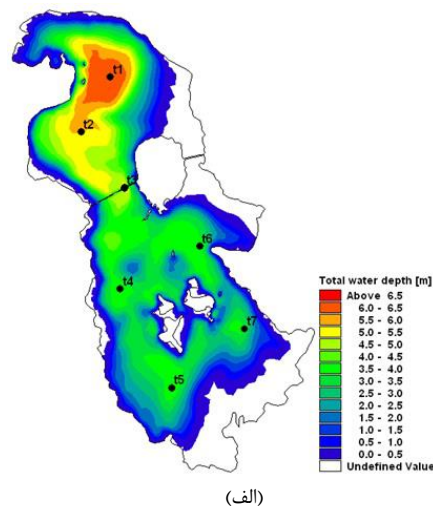 t1
t2
t3
t6
t4
t7
t5
Total water depth [m]
Above 6.5
6.0 - 6.5
5.5 - 6.0
5.0 - 5.5
4.5 - 5.0
4.0 - 4.5
3.5 - 4.0
3.0 - 3.5
2.5 - 3.0
2.0 - 2.5
1.5 - 2.0
1.0 - 1.5
0.5 - 1.0
0.0 - 0.5
Undefined Value
(الف)